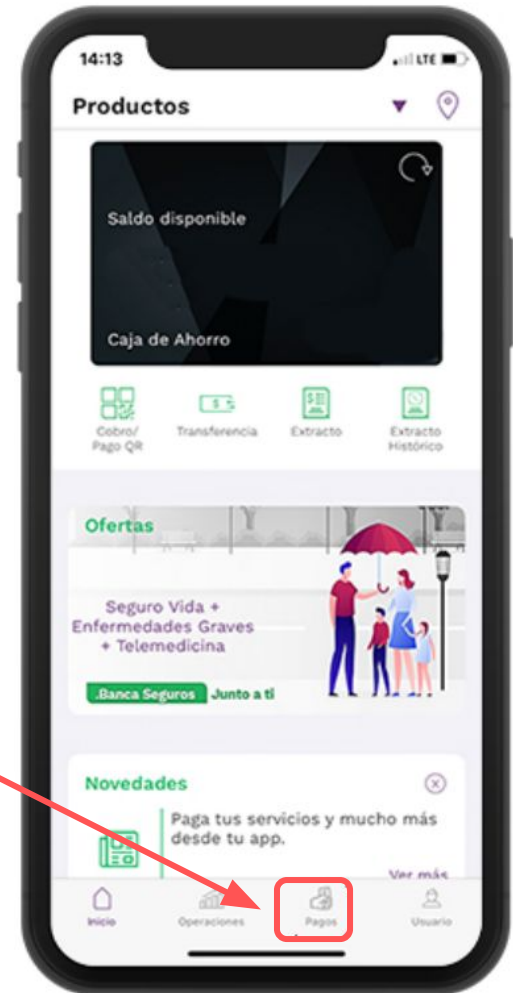 14:13
LTE
Productos
Saldo disponible
Caja de Ahorro
Cobro/
Pago QR
Transferencia
Extracto
Extracto
Histórico
Ofertas
Seguro Vida +
Enfermedades Graves
+ Telemedicina
.Banca Seguros Junto a ti
Novedades
Paga tus servicios y mucho más
desde tu app.
Ver más
Inicio
Operaciones
Pagos
Usuario